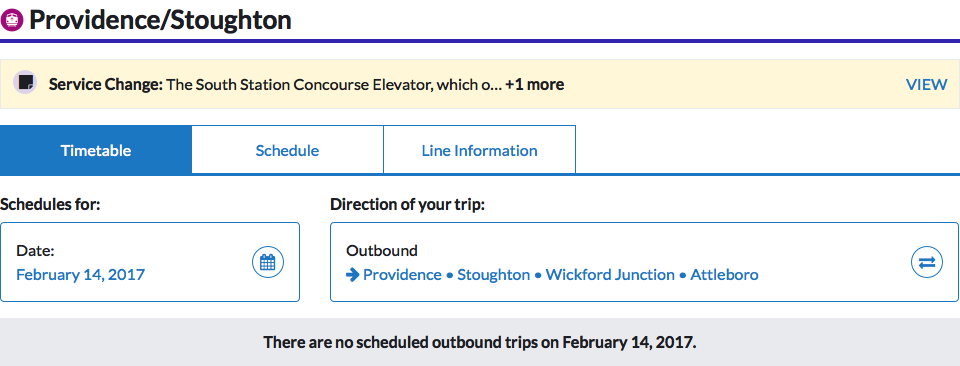 Providence/Stoughton
Service Change: The South Station Concourse Elevator, which o... +1 more
VIEW
Timetable
Schedule
Line Information
Schedules for:
Direction of your trip:
Date:
February 14, 2017
Outbound
Providence • Stoughton • Wickford Junction • Attleboro
There are no scheduled outbound trips on February 14, 2017.